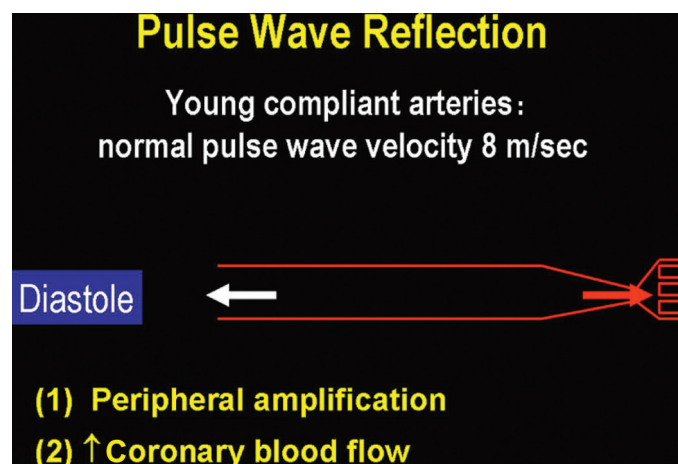 Pulse Wave Reflection
Young compliant arteries:
normal pulse wave velocity 8 m/sec
Diastole
(1) Peripheral amplification
(2) ↑Coronary blood flow